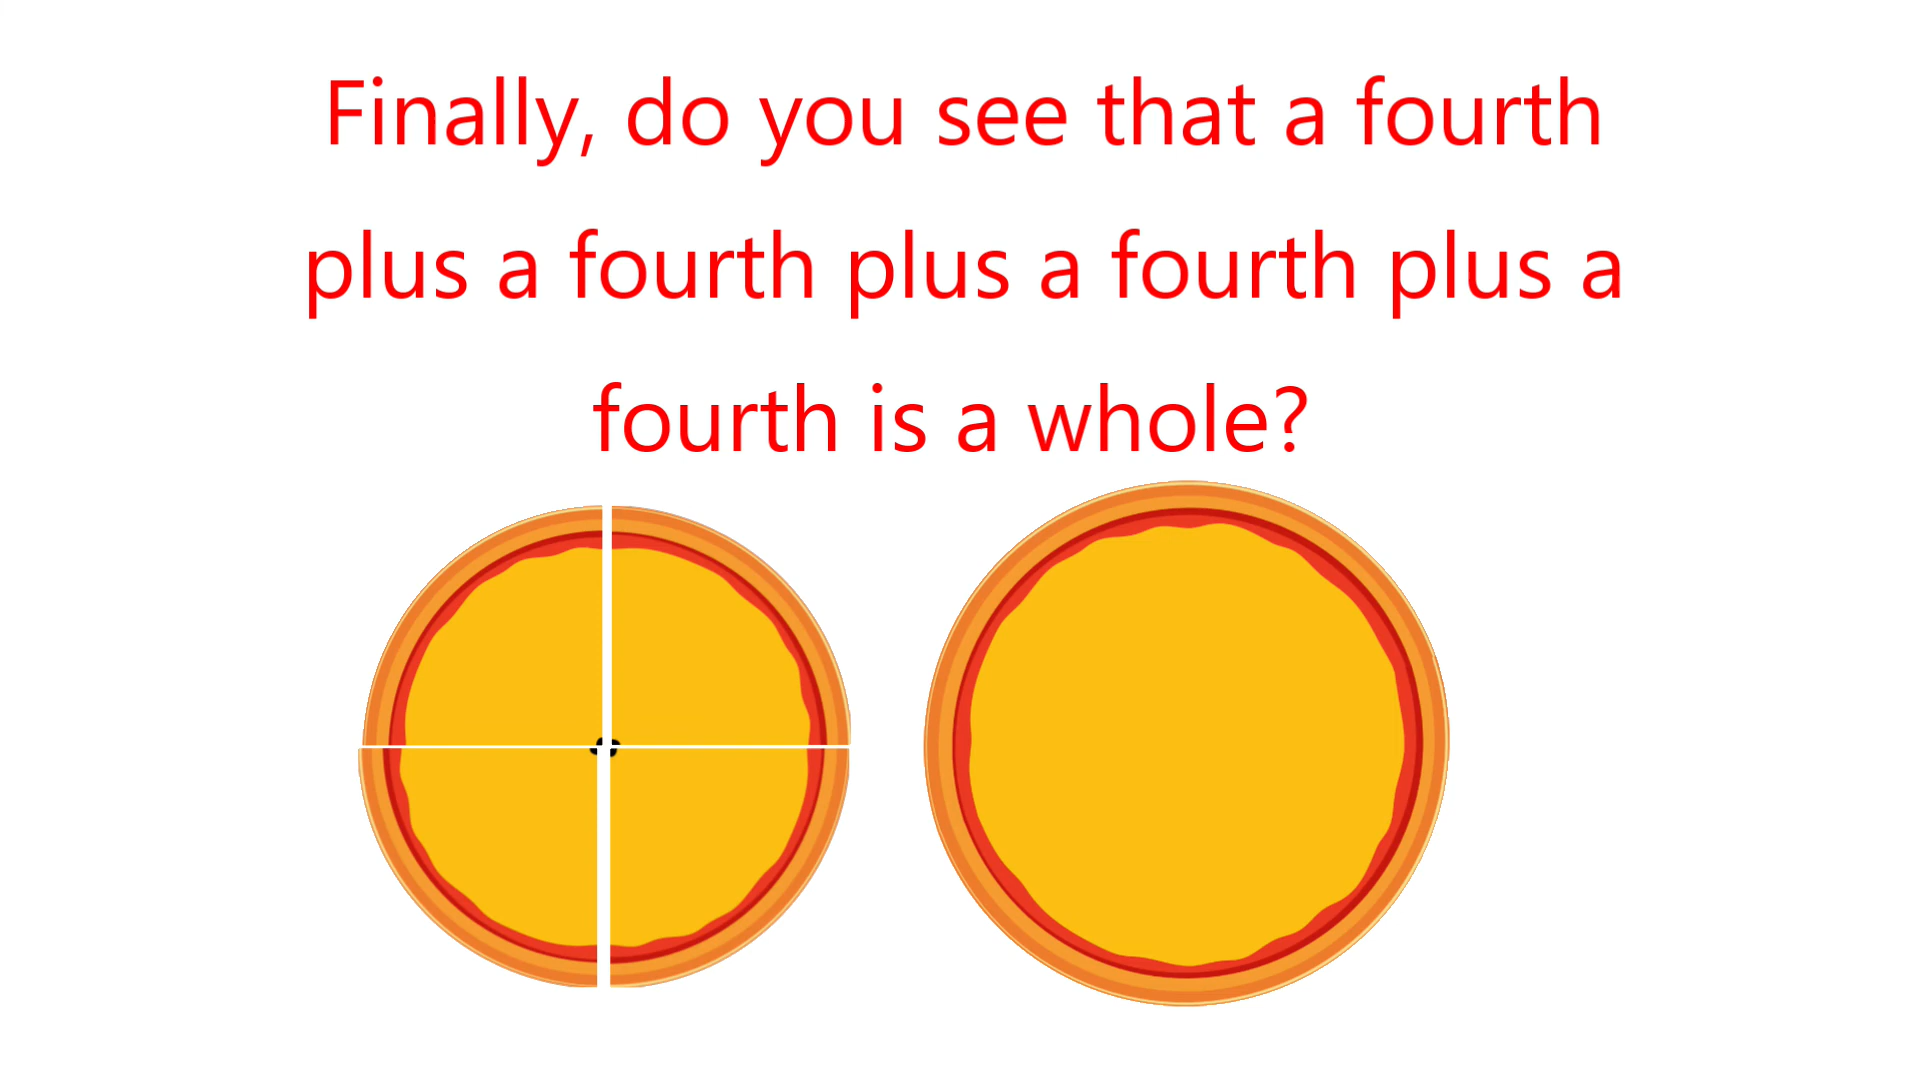 Finally, do you see that a fourth
plus a fourth plus a fourth plus a
fourth is a whole?